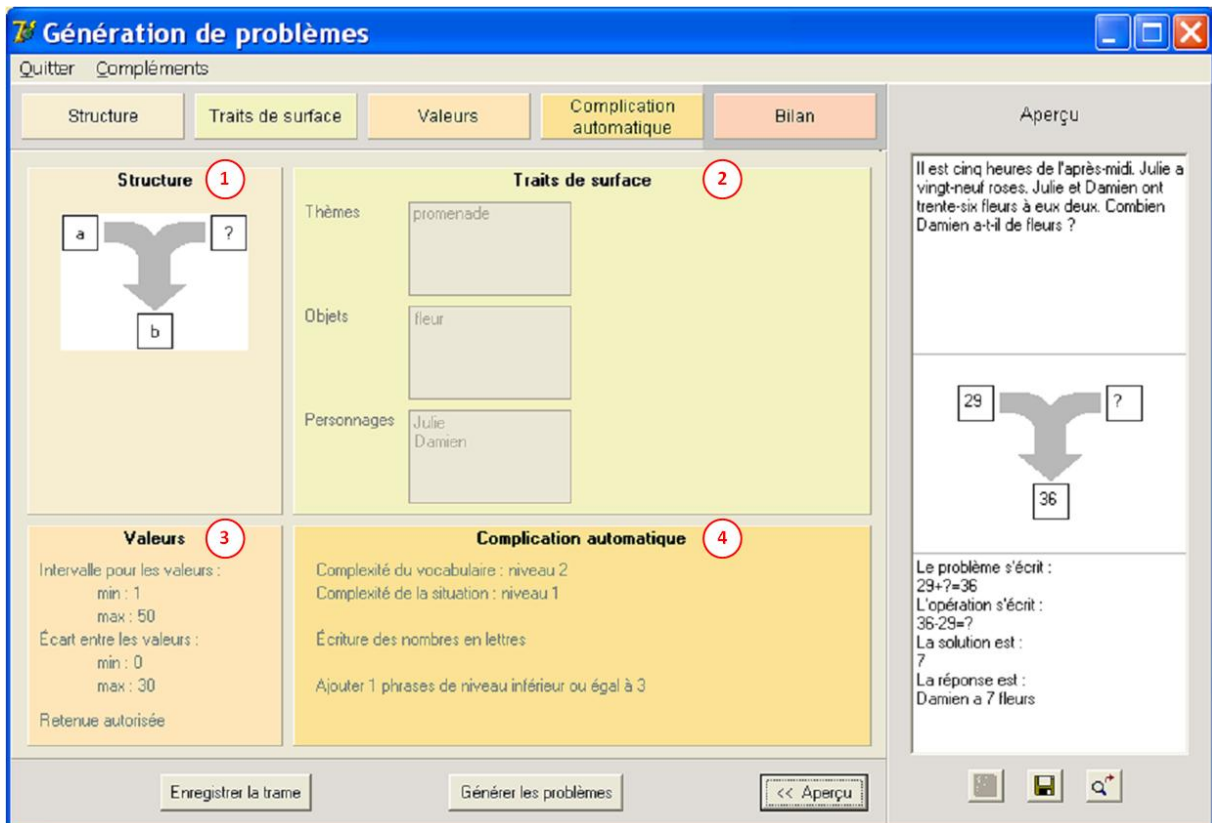 Génération de problèmes
Quitter Compléments
Structure
Traits de surface
Valeurs
Complication
automatique
Bilan
Aperçu
Structure 1
a ?
b
Traits de surface 2
Thèmes
promenade
Objets
fleur
Personnages
Julie
Damien
Valeurs 3
Intervalle pour les valeurs :
min : 1
max : 50
Écart entre les valeurs :
min : 0
max : 30
Retenue autorisée
Complication automatique 4
Complexité du vocabulaire : niveau 2
Complexité de la situation : niveau 1
Écriture des nombres en lettres
Ajouter 1 phrases de niveau inférieur ou égal à 3
Enregistrer la trame
Générer les problèmes
<< Aperçu
Il est cinq heures de l'après-midi. Julie a
vingt-neuf roses. Julie et Damien ont
trente-six fleurs à eux deux. Combien
Damien a-t-il de fleurs ?
29 ?
36
Le problème s'écrit :
29+?=36
L'opération s'écrit :
36-29=?
La solution est :
7
La réponse est :
Damien a 7 fleurs